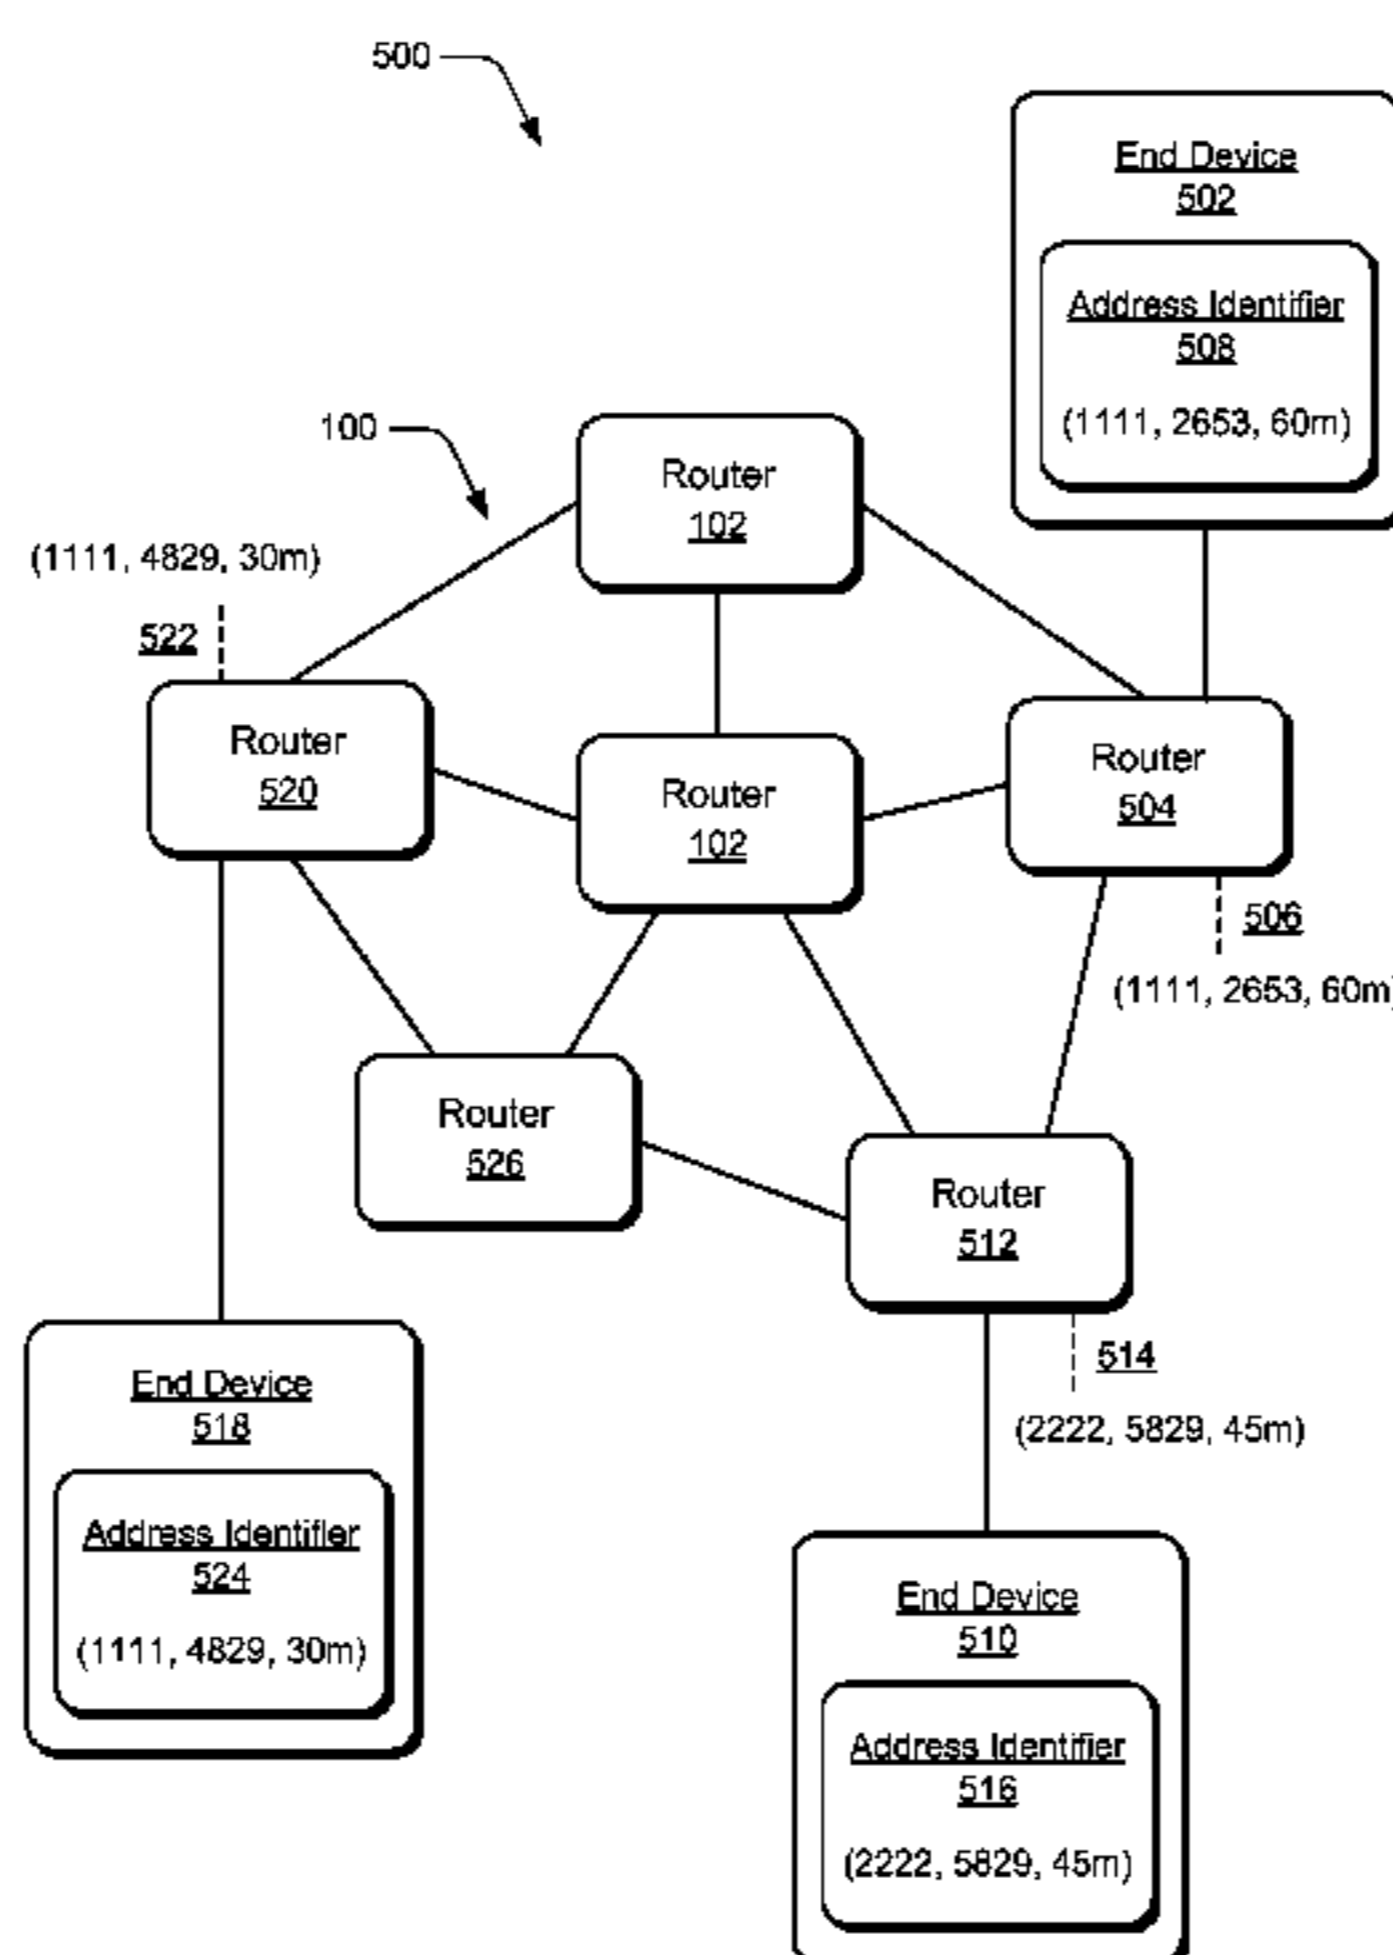 500
End Device
502
Address Identifier
508
(1111, 2653, 60m)
100
Router
102
(1111, 4829, 30m)
522
Router
520
Router
102
Router
504
506
(1111, 2653, 60m)
Router
526
Router
512
514
(2222, 5829, 45m)
End Device
518
Address Identifier
524
(1111, 4829, 30m)
End Device
510
Address Identifier
516
(2222, 5829, 45m)